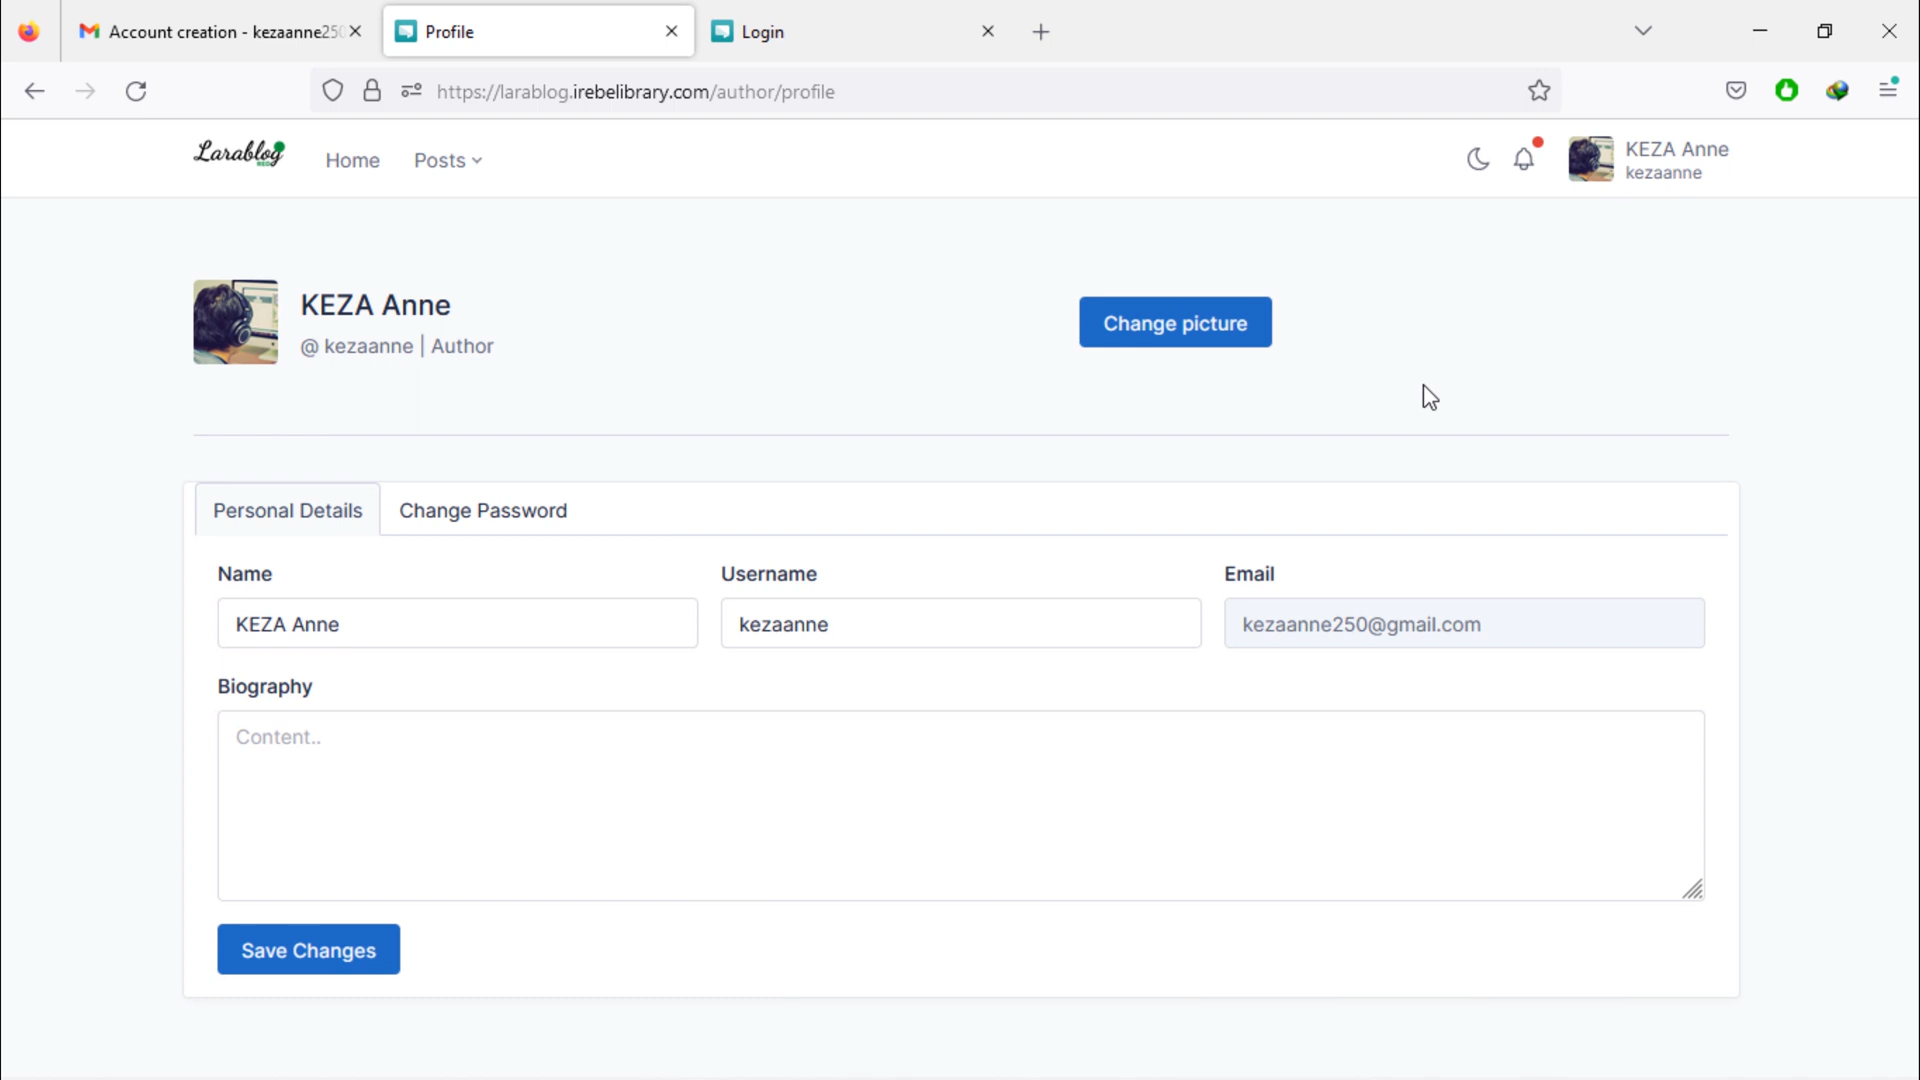 Account creation - kezaanne250
Profile
Login
https://larablog.irebelibrary.com/author/profile
Larablog
Home
Posts
KEZA Anne
kezaanne
KEZA Anne
@ kezaanne | Author
Change picture
Personal Details
Change Password
Name
Username
Email
KEZA Anne
kezaanne
kezaanne250@gmail.com
Biography
Content..
Save Changes